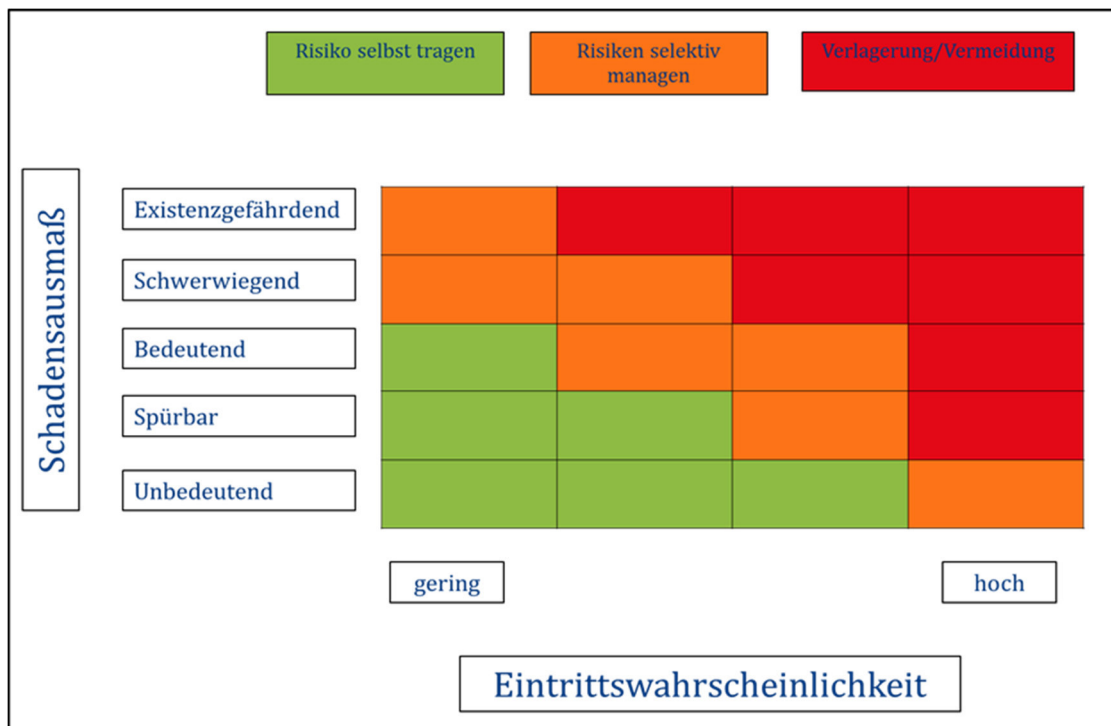 Risiko selbst tragen
Risiken selektiv
managen
Verlagerung/Vermeidung
Schadensausmaß
Existenzgefährdend
Schwerwiegend
Bedeutend
Spürbar
Unbedeutend
gering
hoch
Eintrittswahrscheinlichkeit